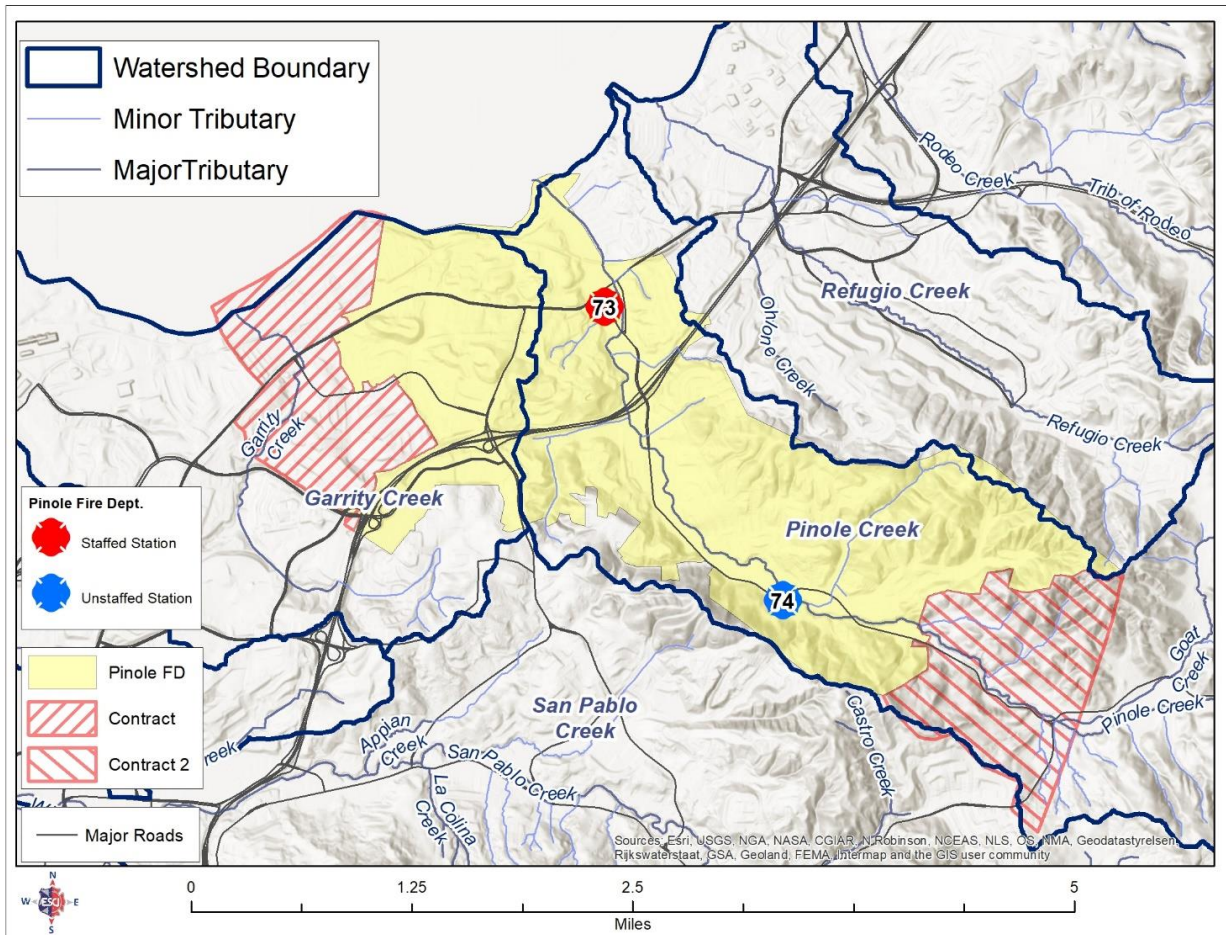 Watershed Boundary
Minor Tributary
MajorTributary
Rodeo Creek
Trib of Rodeo
Refugio Creek
73
Ohlone Creek
Garrity
Creek
Refugio Creek
Garrity Creek
Pinole Creek
Pinole Fire Dept.
Staffed Station
Unstaffed Station
74
Pinole FD
Contract
Contract 2
Major Roads
San Pablo
Creek
Appian
Creek
San Pablo Creek
La Colina
Creek
Castro Creek
Goat
Creek
Pinole Creek
reek
W
Sources: Esri, USGS, NGA, NASA, CGIAR, N Robinson, NCEAS, NLS, OS, NMA, Geodatastyrelsen,
Rijkswaterstaat, GSA, Geoland, FEMA, Intermap and the GIS user community
N
W ESCI E
S
0 1.25 2.5 5
Miles